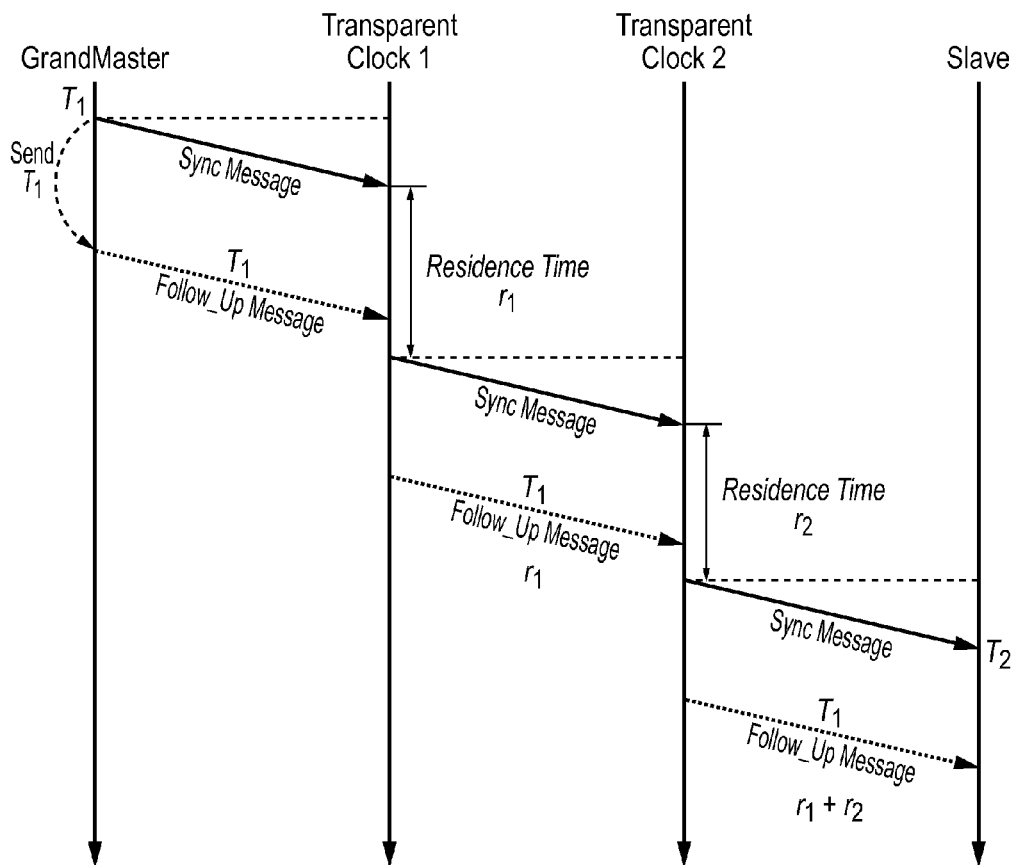 GrandMaster
Transparent
Clock 1
Transparent
Clock 2
Slave
T1
Send
T1
Sync Message
T1
Follow_Up Message
Residence Time
r1
Sync Message
T1
Follow_Up Message
r1
Residence Time
r2
Sync Message
T2
T1
Follow_Up Message
r1 + r2